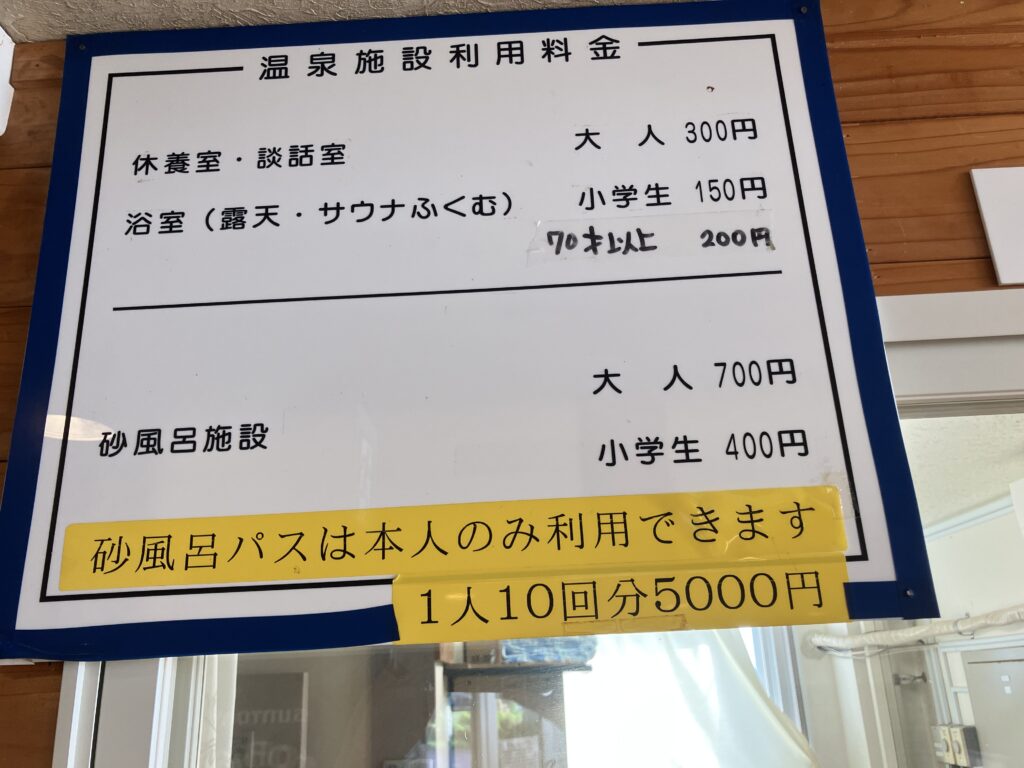 温泉施設利用料金
休養室・談話室 大人 300円
浴室（露天・サウナふくむ） 小学生 150円
70才以上 200円
大人 700円
砂風呂施設 小学生 400円
砂風呂パスは本人のみ利用できます
1人10回分5000円